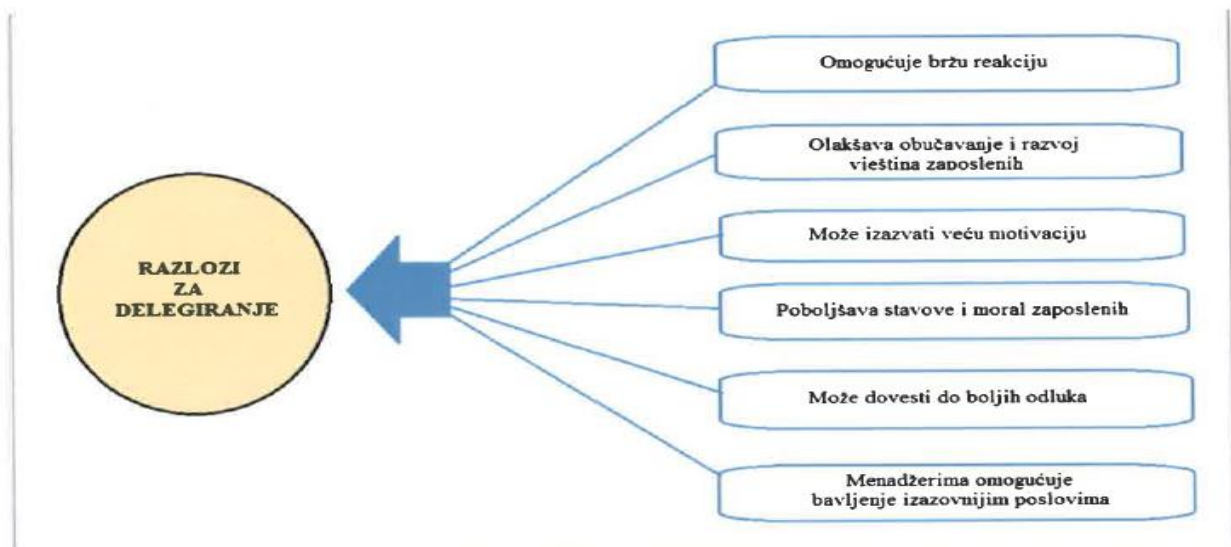 RAZLOZI
ZA
DELEGIRANJE
Omogućuje bržu reakciju
Olakšava obučavanje i razvoj
vještina zaposlenih
Može izazvati veću motivaciju
Poboljšava stavove i moral zaposlenih
Može dovesti do boljih odluka
Menadžerima omogućuje
bavljenje izazovnijim poslovima